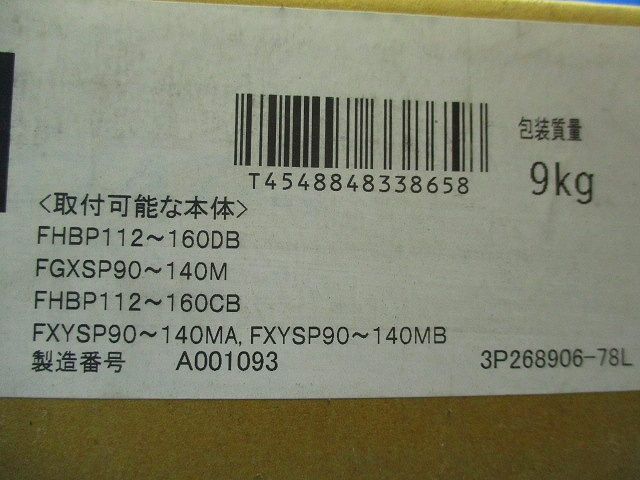 T4548848338658
包装質量
9kg
〈取付可能な本体〉
FHBP112～160DB
FGXSP90～140M
FHBP112～160CB
FXYSP90～140MA, FXYSP90～140MB
製造番号 A001093
3P268906-78L